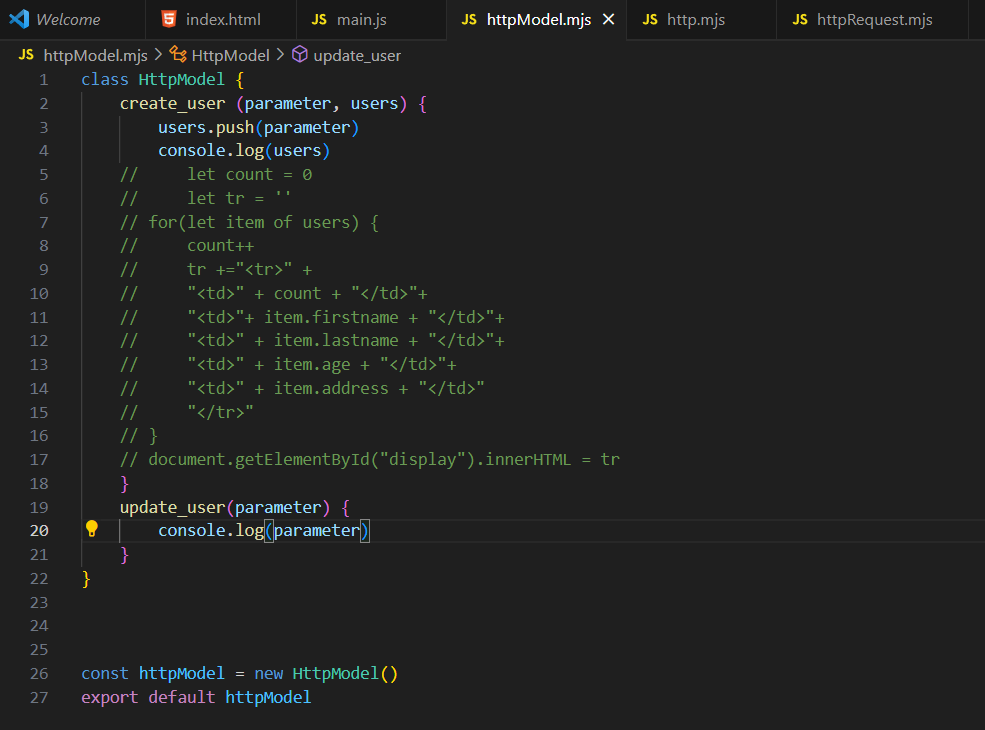 Welcome index.html JS main.js JS httpModel.mjs JS http.mjs JS httpRequest.mjs
JS httpModel.mjs > HttpModel > update_user
1 class HttpModel {
2 create_user (parameter, users) {
3 users.push(parameter)
4 console.log(users)
5 // let count = 0
6 // let tr = ''
7 // for(let item of users) {
8 // count++
9 // tr +="<tr>" +
10 // "<td>" + count + "</td>"+
11 // "<td>"+ item.firstname + "</td>"+
12 // "<td>" + item.lastname + "</td>"+
13 // "<td>" + item.age + "</td>"+
14 // "<td>" + item.address + "</td>"
15 // "</tr>"
16 // }
17 // document.getElementById("display").innerHTML = tr
18 }
19 update_user(parameter) {
20 console.log(parameter)
21 }
22 }
23
24
25
26 const httpModel = new HttpModel()
27 export default httpModel